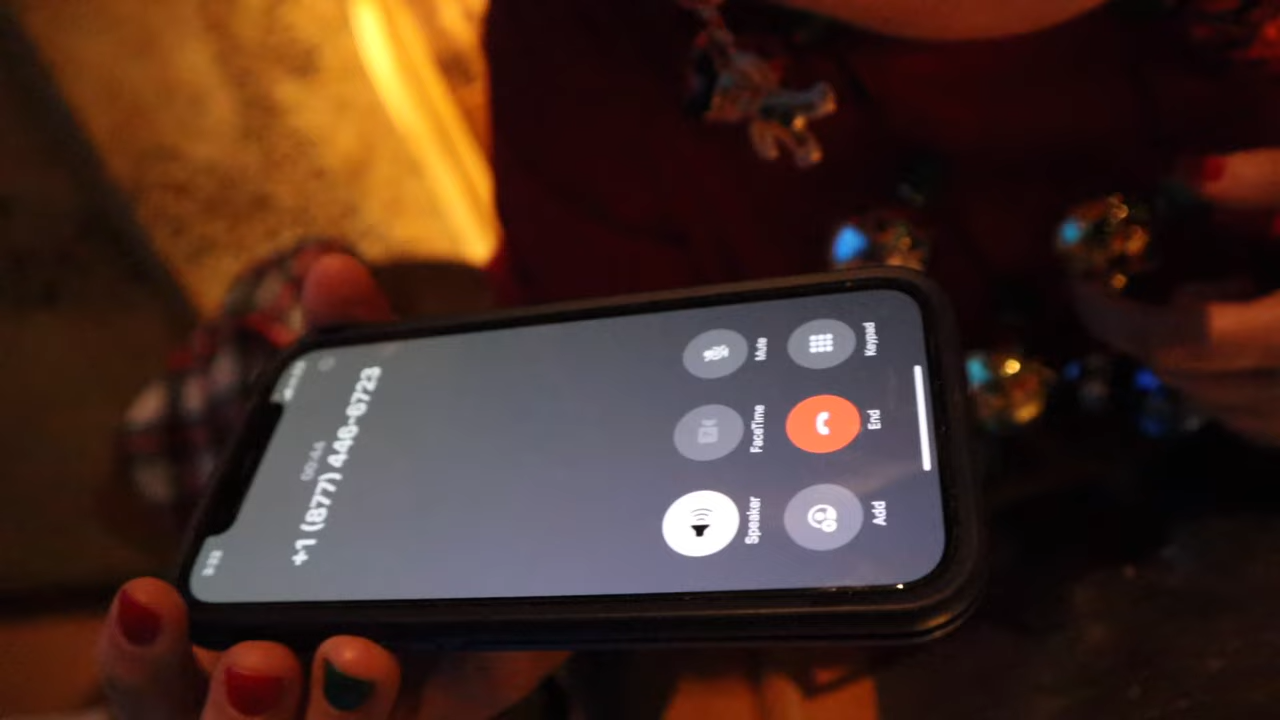 00:44
+1 (877) 446-6723
Speaker
FaceTime
Mute
Add
End
Keypad